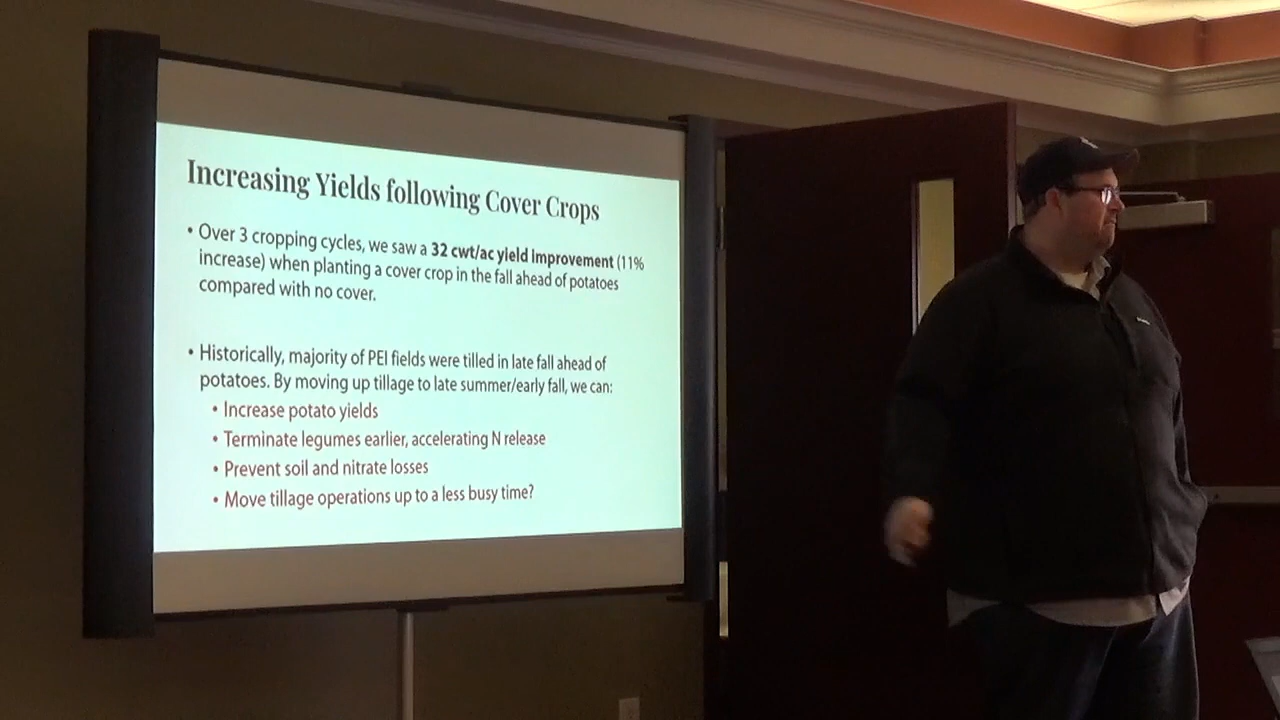 Increasing Yields following Cover Crops
• Over 3 cropping cycles, we saw a 32 cwt/ac yield improvement (11%
increase) when planting a cover crop in the fall ahead of potatoes
compared with no cover.
• Historically, majority of PEI fields were tilled in late fall ahead of
potatoes. By moving up tillage to late summer/early fall, we can:
• Increase potato yields
• Terminate legumes earlier, accelerating N release
• Prevent soil and nitrate losses
• Move tillage operations up to a less busy time?